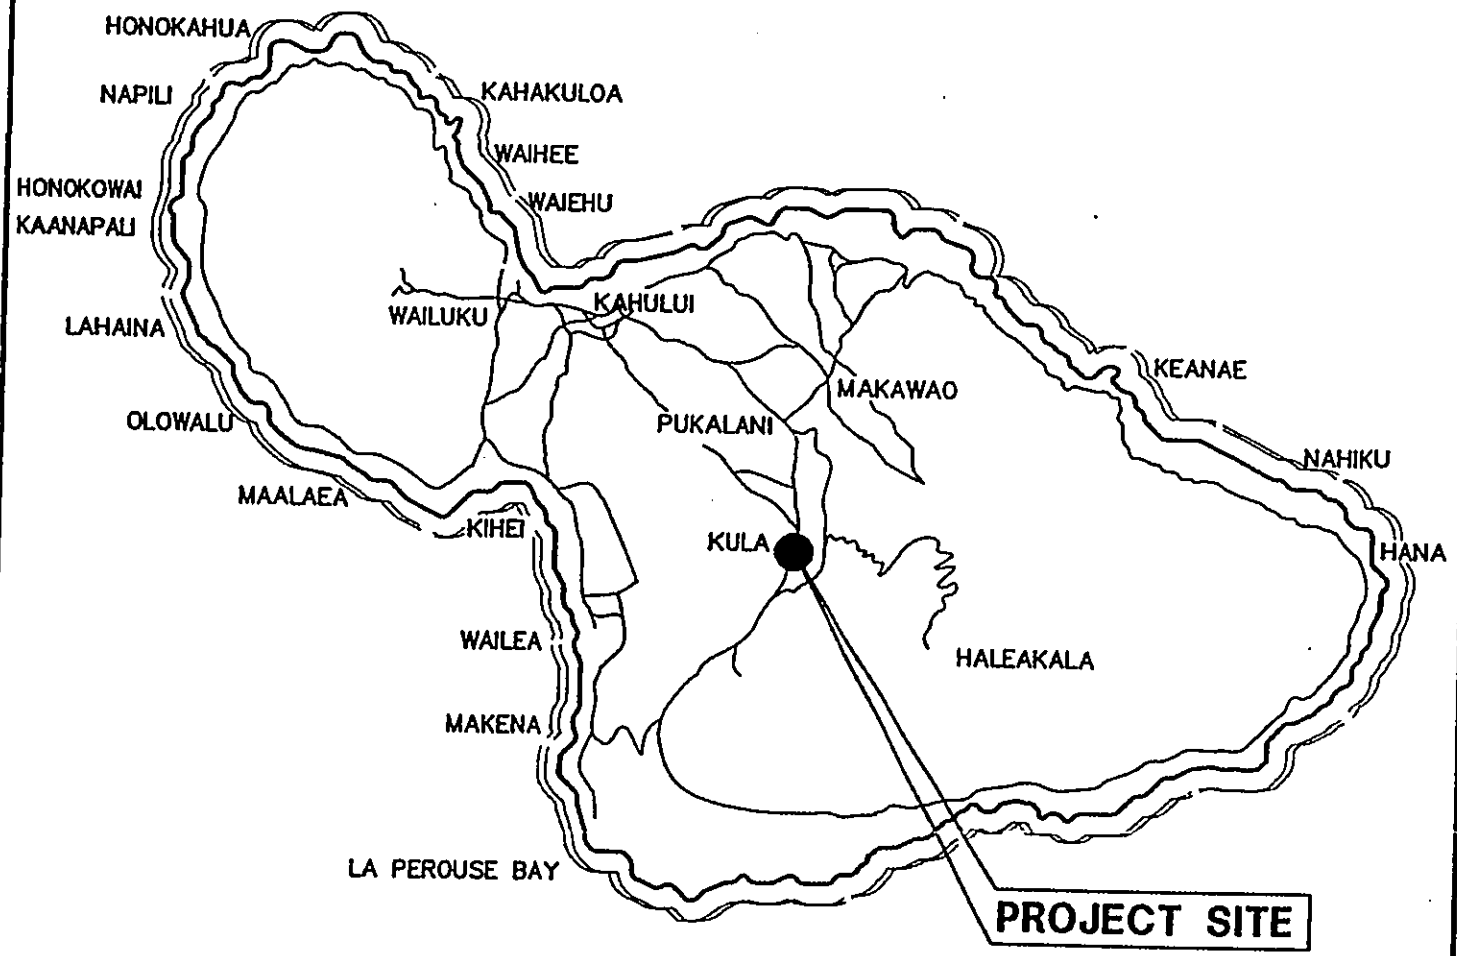 HONOKAHUA
NAPILI
KAHAKULOA
WAIHEE
HONOKOWAI
WAIEHU
KAANAPALI
KAHULUI
WAILUKU
LAHAINA
KEANAE
MAKAWAO
OLOWALU
PUKALANI
NAHIKU
MAALAEA
KIHEI
KULA
HANA
WAILEA
HALEAKALA
MAKENA
LA PEROUSE BAY
PROJECT SITE